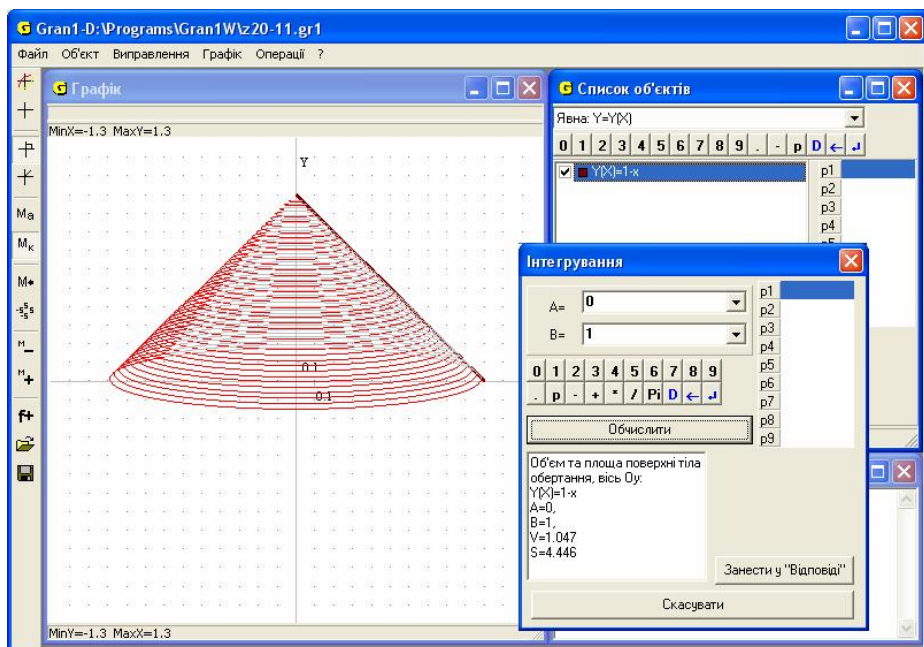 Gran1-D:\Programs\Gran1W\z20-11.gr1
Файл Об'єкт Виправлення Графік Операції ?
Графік
MinX=-1.3 MaxY=1.3
Y
0.1
0.1
MinY=-1.3 MaxX=1.3
Ma
Мк
M
M
M
f+
Список об'єктів
Явна: Y=Y(X)
0 1 2 3 4 5 6 7 8 9 . - p D ← ↲
Y(X)=1-x
p1
p2
p3
p4
Інтегрування
A= 0
B= 1
0 1 2 3 4 5 6 7 8 9
. p - + * / Pi D ← ↲
p1
p2
p3
p4
p5
p6
p7
p8
p9
Обчислити
Об'єм та площа поверхні тіла
обертання, вісь Oy:
Y(X)=1-x
A=0,
B=1,
V=1.047
S=4.446
Занести у "Відповіді"
Скасувати